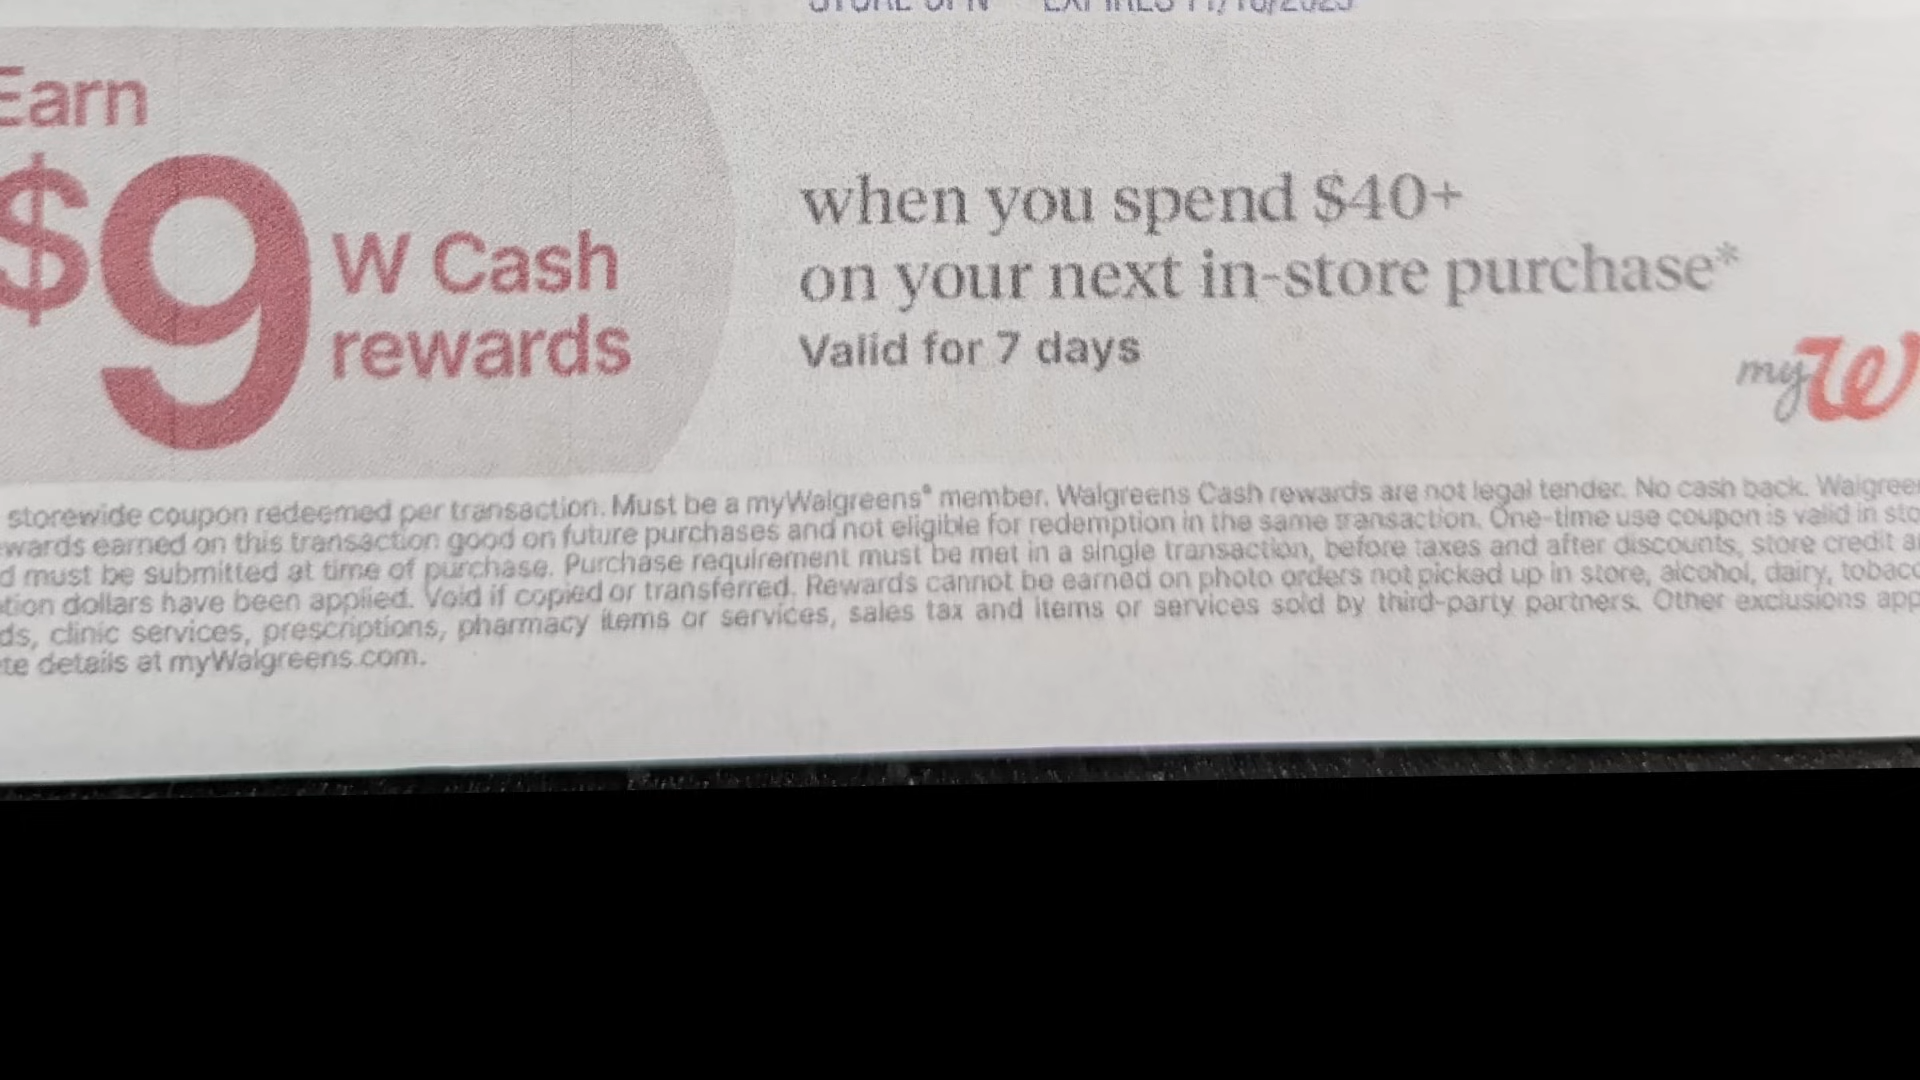 Earn
$9 W Cash
rewards
when you spend $40+
on your next in-store purchase*
Valid for 7 days
myW
storewide coupon redeemed per transaction. Must be a myWalgreens® member. Walgreens Cash rewards are not legal tender. No cash back. Walgreen
wards earned on this transaction good on future purchases and not eligible for redemption in the same transaction. One-time use coupon is valid in sto
d must be submitted at time of purchase. Purchase requirement must be met in a single transaction, before taxes and after discounts, store credit a
tion dollars have been applied. Void if copied or transferred. Rewards cannot be earned on photo orders not picked up in store, alcohol, dairy, tobacc
ds, clinic services, prescriptions, pharmacy items or services, sales tax and items or services sold by third-party partners. Other exclusions app
te details at myWalgreens.com.